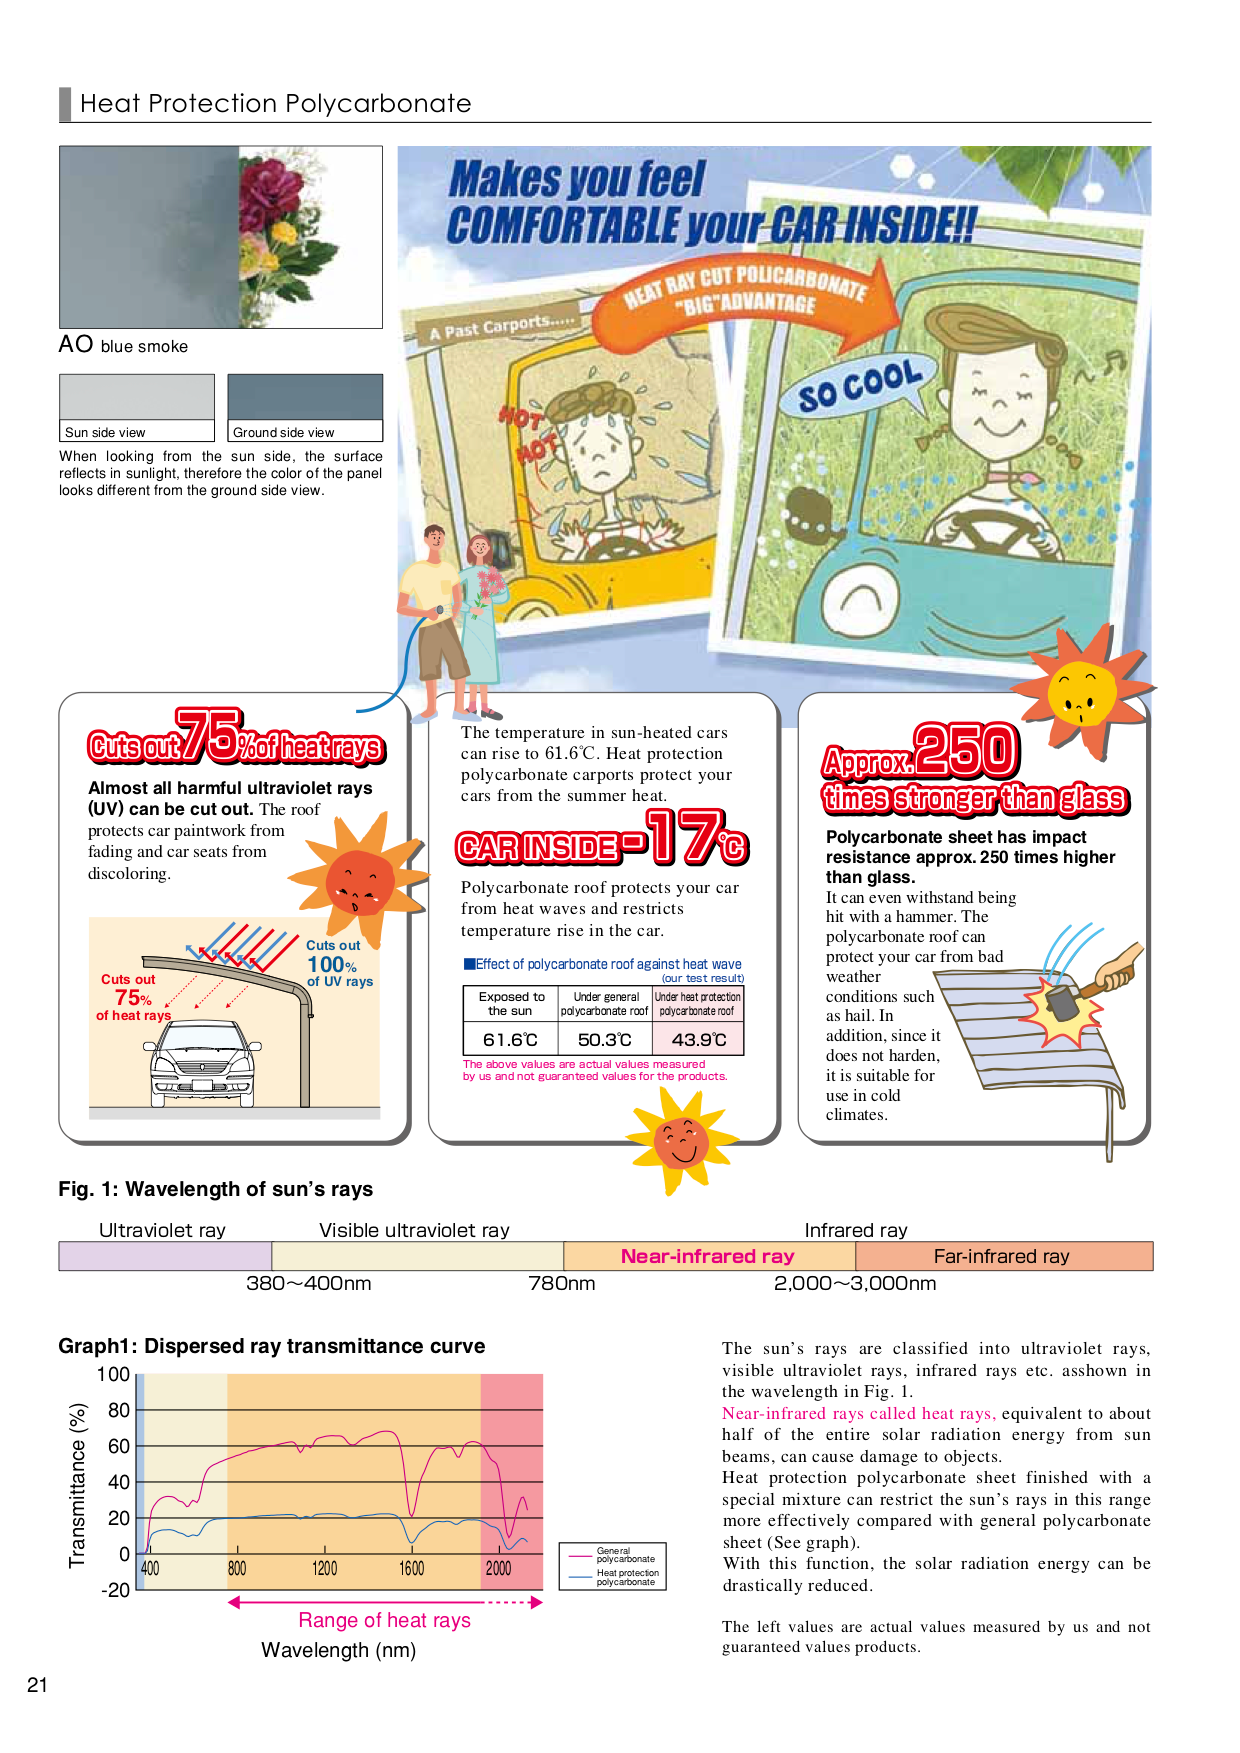 Heat Protection Polycarbonate
Makes you feel
COMFORTABLE your CAR INSIDE!!
HEAT RAY CUT POLICARBONATE
"BIG"ADVANTAGE
A Past Carports.....
HOT
HOT
SO COOL
AO blue smoke
Sun side view
Ground side view
When looking from the sun side, the surface
reflects in sunlight, therefore the color of the panel
looks different from the ground side view.
Cuts out 75% of heat rays
Almost all harmful ultraviolet rays
(UV) can be cut out. The roof
protects car paintwork from
fading and car seats from
discoloring.
Cuts out
100%
of UV rays
Cuts out
75%
of heat rays
The temperature in sun-heated cars
can rise to 61.6℃. Heat protection
polycarbonate carports protect your
cars from the summer heat.
CAR INSIDE -17℃
Polycarbonate roof protects your car
from heat waves and restricts
temperature rise in the car.
■Effect of polycarbonate roof against heat wave
(our test result)
Exposed to
the sun
Under general
polycarbonate roof
Under heat protection
polycarbonate roof
61.6℃ 50.3℃ 43.9℃
The above values are actual values measured
by us and not guaranteed values for the products.
Approx. 250
times stronger than glass
Polycarbonate sheet has impact
resistance approx. 250 times higher
than glass.
It can even withstand being
hit with a hammer. The
polycarbonate roof can
protect your car from bad
weather
conditions such
as hail. In
addition, since it
does not harden,
it is suitable for
use in cold
climates.
Fig. 1: Wavelength of sun's rays
Ultraviolet ray Visible ultraviolet ray Infrared ray
Near-infrared ray Far-infrared ray
380～400nm 780nm 2,000～3,000nm
Graph1: Dispersed ray transmittance curve
Transmittance (%)
100
80
60
40
20
0
-20
400 800 1200 1600 2000
Range of heat rays
Wavelength (nm)
General
polycarbonate
Heat protection
polycarbonate
The sun's rays are classified into ultraviolet rays,
visible ultraviolet rays, infrared rays etc. asshown in
the wavelength in Fig. 1.
Near-infrared rays called heat rays, equivalent to about
half of the entire solar radiation energy from sun
beams, can cause damage to objects.
Heat protection polycarbonate sheet finished with a
special mixture can restrict the sun's rays in this range
more effectively compared with general polycarbonate
sheet (See graph).
With this function, the solar radiation energy can be
drastically reduced.
The left values are actual values measured by us and not
guaranteed values products.
21